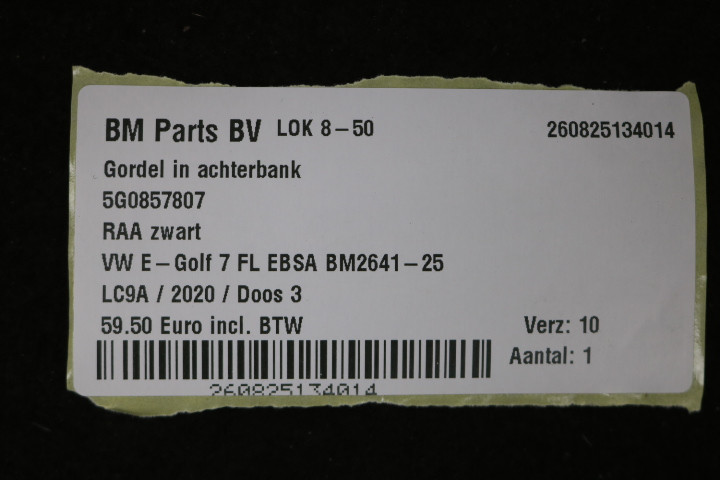 BM Parts BV LOK 8-50 260825134014
Gordel in achterbank
5G0857807
RAA zwart
VW E-Golf 7 FL EBSA BM2641-25
LC9A / 2020 / Doos 3
59.50 Euro incl. BTW Verz: 10
Aantal: 1
260825134014